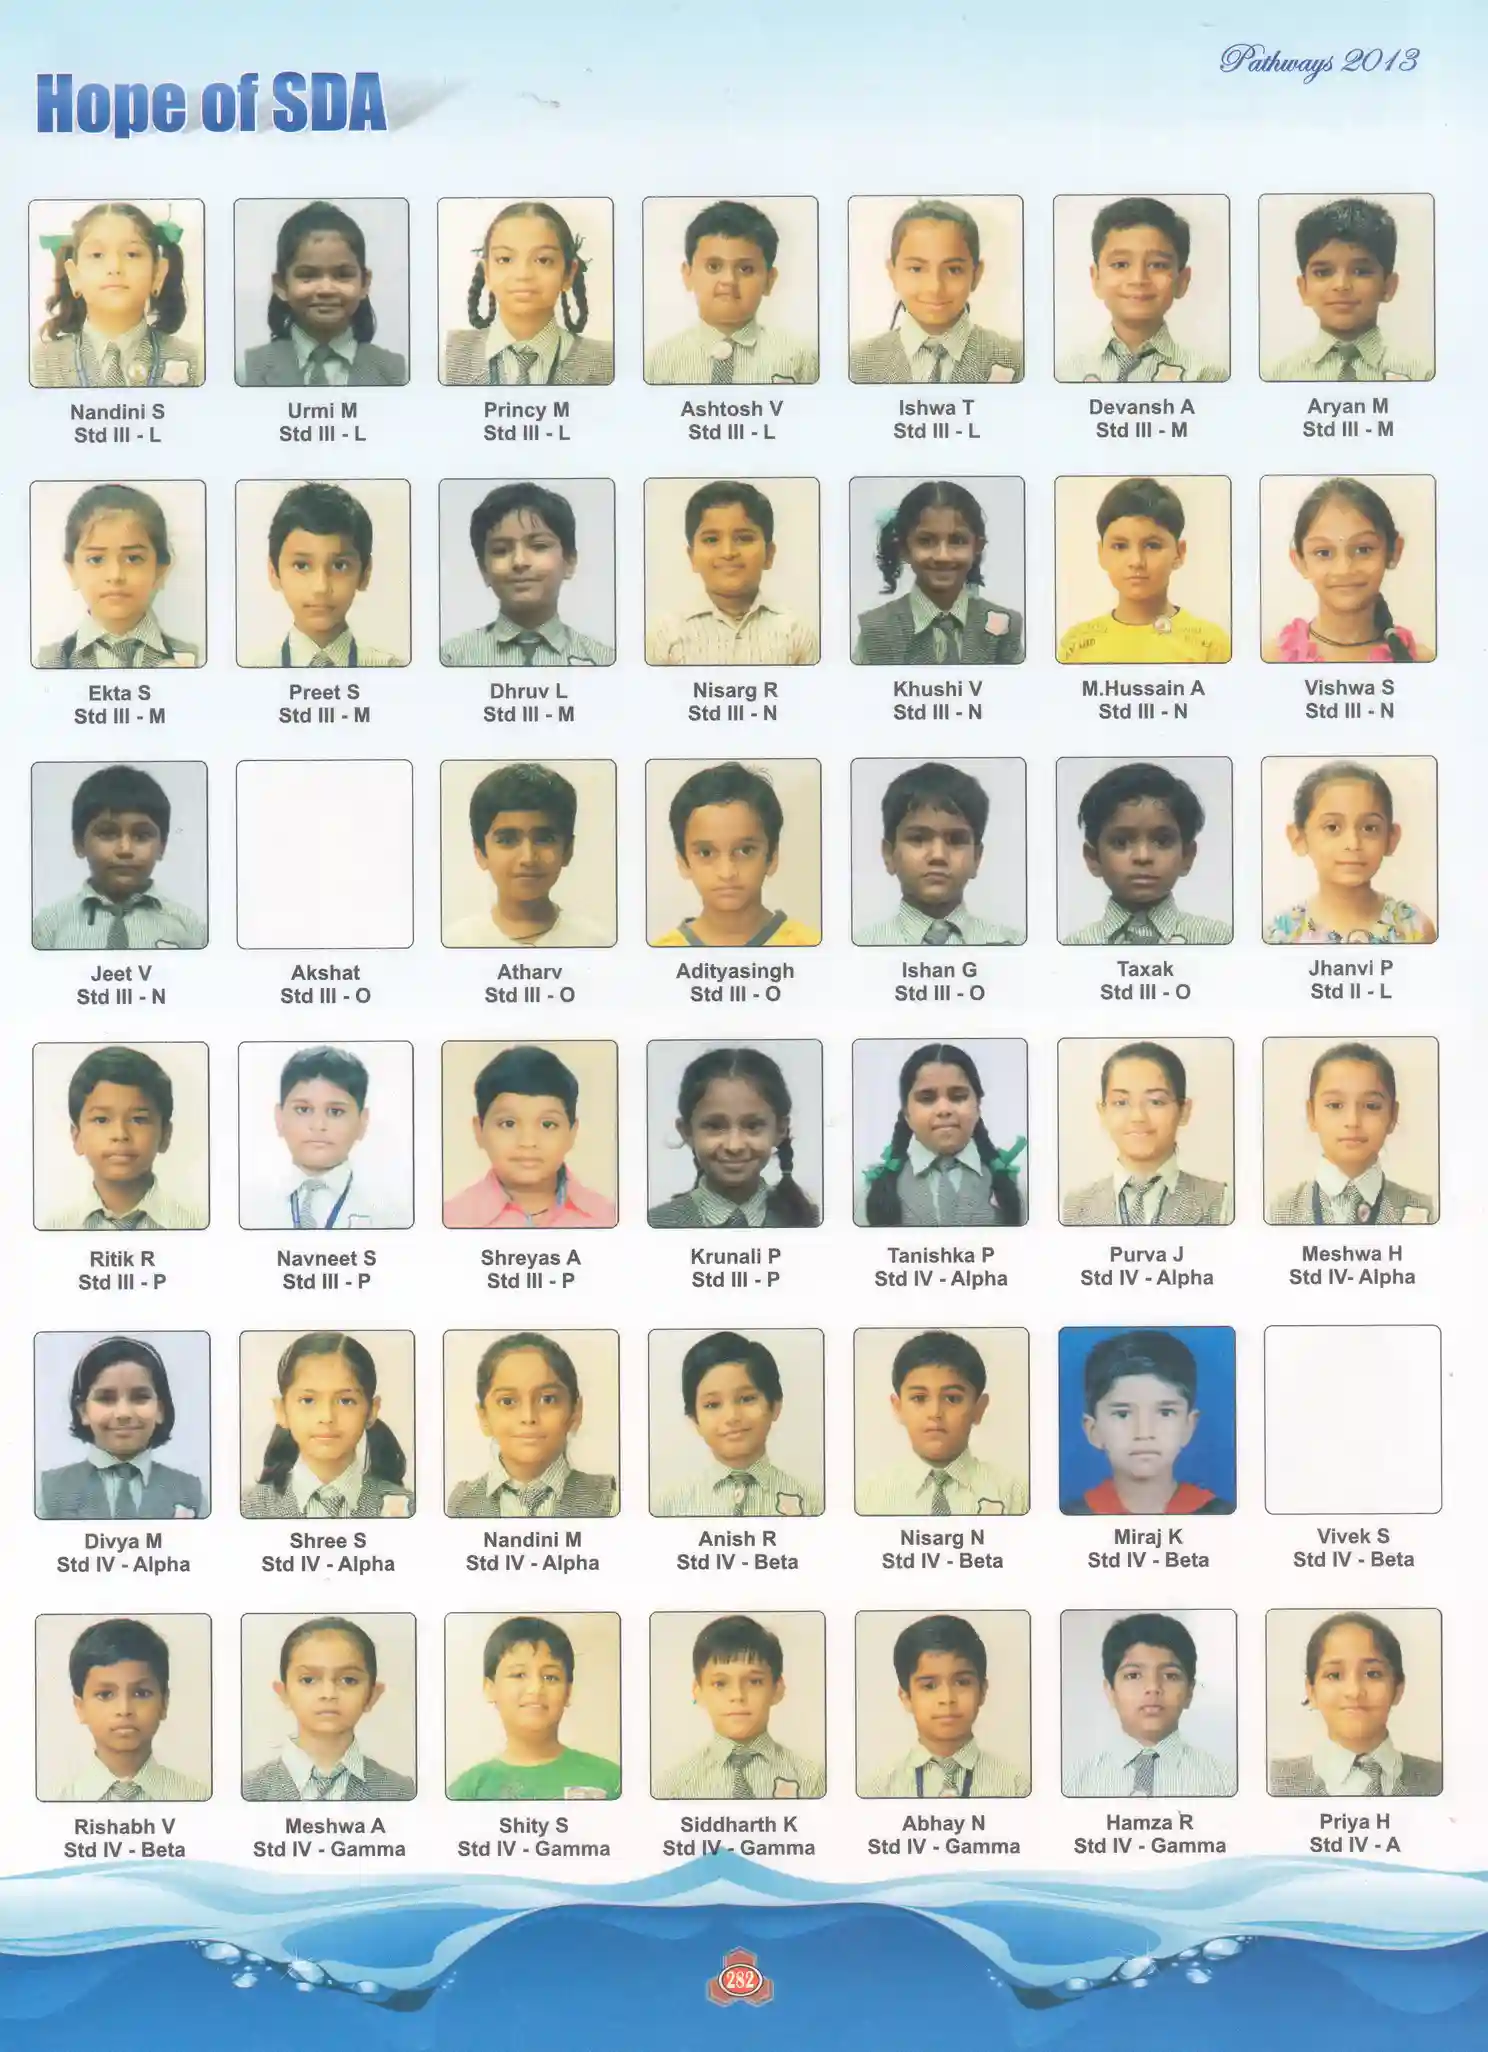 Pathways 2013
Hope of SDA
Nandini S
Std III - L
Urmi M
Std III - L
Princy M
Std III - L
Ashtosh V
Std III - L
Ishwa T
Std III - L
Devansh A
Std III - M
Aryan M
Std III - M
Ekta S
Std III - M
Preet S
Std III - M
Dhruv L
Std III - M
Nisarg R
Std III - N
Khushi V
Std III - N
M.Hussain A
Std III - N
Vishwa S
Std III - N
Jeet V
Std III - N
Akshat
Std III - O
Atharv
Std III - O
Adityasingh
Std III - O
Ishan G
Std III - O
Taxak
Std III - O
Jhanvi P
Std II - L
Ritik R
Std III - P
Navneet S
Std III - P
Shreyas A
Std III - P
Krunali P
Std III - P
Tanishka P
Std IV - Alpha
Purva J
Std IV - Alpha
Meshwa H
Std IV- Alpha
Divya M
Std IV - Alpha
Shree S
Std IV - Alpha
Nandini M
Std IV - Alpha
Anish R
Std IV - Beta
Nisarg N
Std IV - Beta
Miraj K
Std IV - Beta
Vivek S
Std IV - Beta
Rishabh V
Std IV - Beta
Meshwa A
Std IV - Gamma
Shity S
Std IV - Gamma
Siddharth K
Std IV - Gamma
Abhay N
Std IV - Gamma
Hamza R
Std IV - Gamma
Priya H
Std IV - A
282